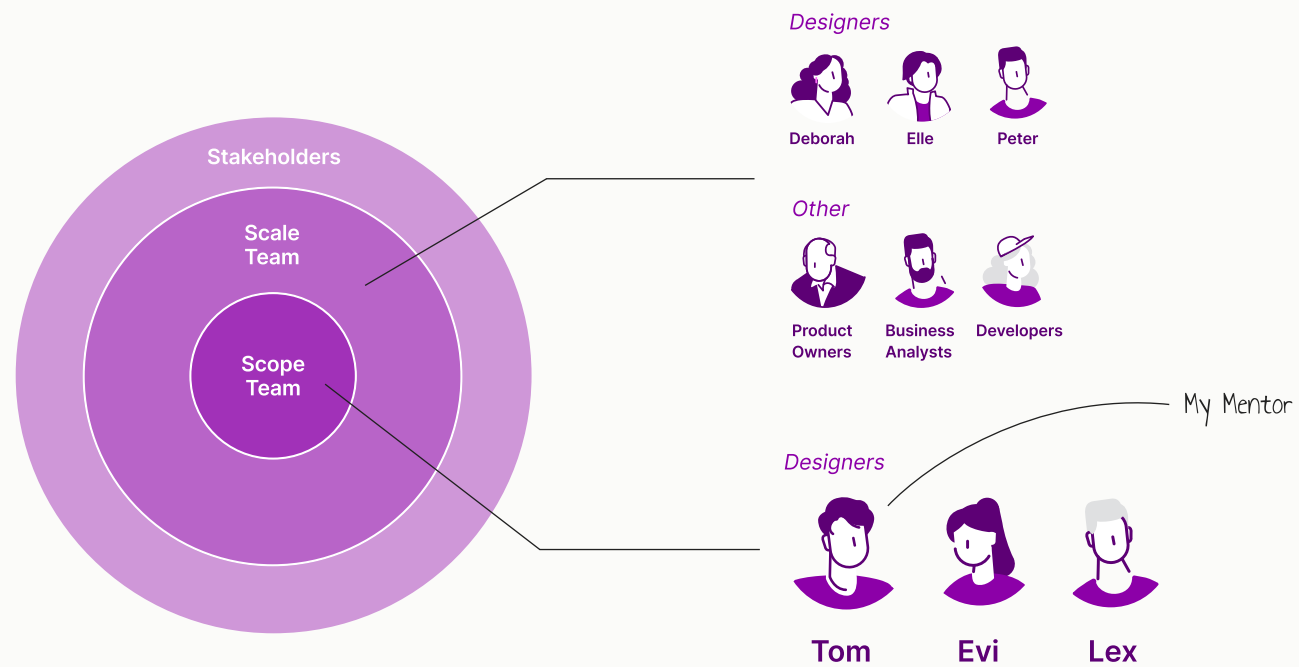 Stakeholders
Scale
Team
Scope
Team
Designers
Deborah
Elle
Peter
Other
Product
Owners
Business
Analysts
Developers
My Mentor
Designers
Tom
Evi
Lex